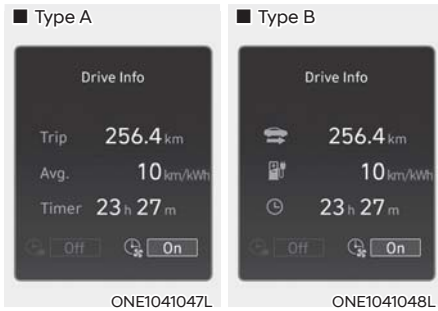 ■ Type A
Drive Info
Trip 256.4 km
Avg. 10 km/kWh
Timer 23 h 27 m
Off On
ONE1041047L
■ Type B
Drive Info
256.4 km
10 km/kWh
23 h 27 m
Off On
ONE1041048L